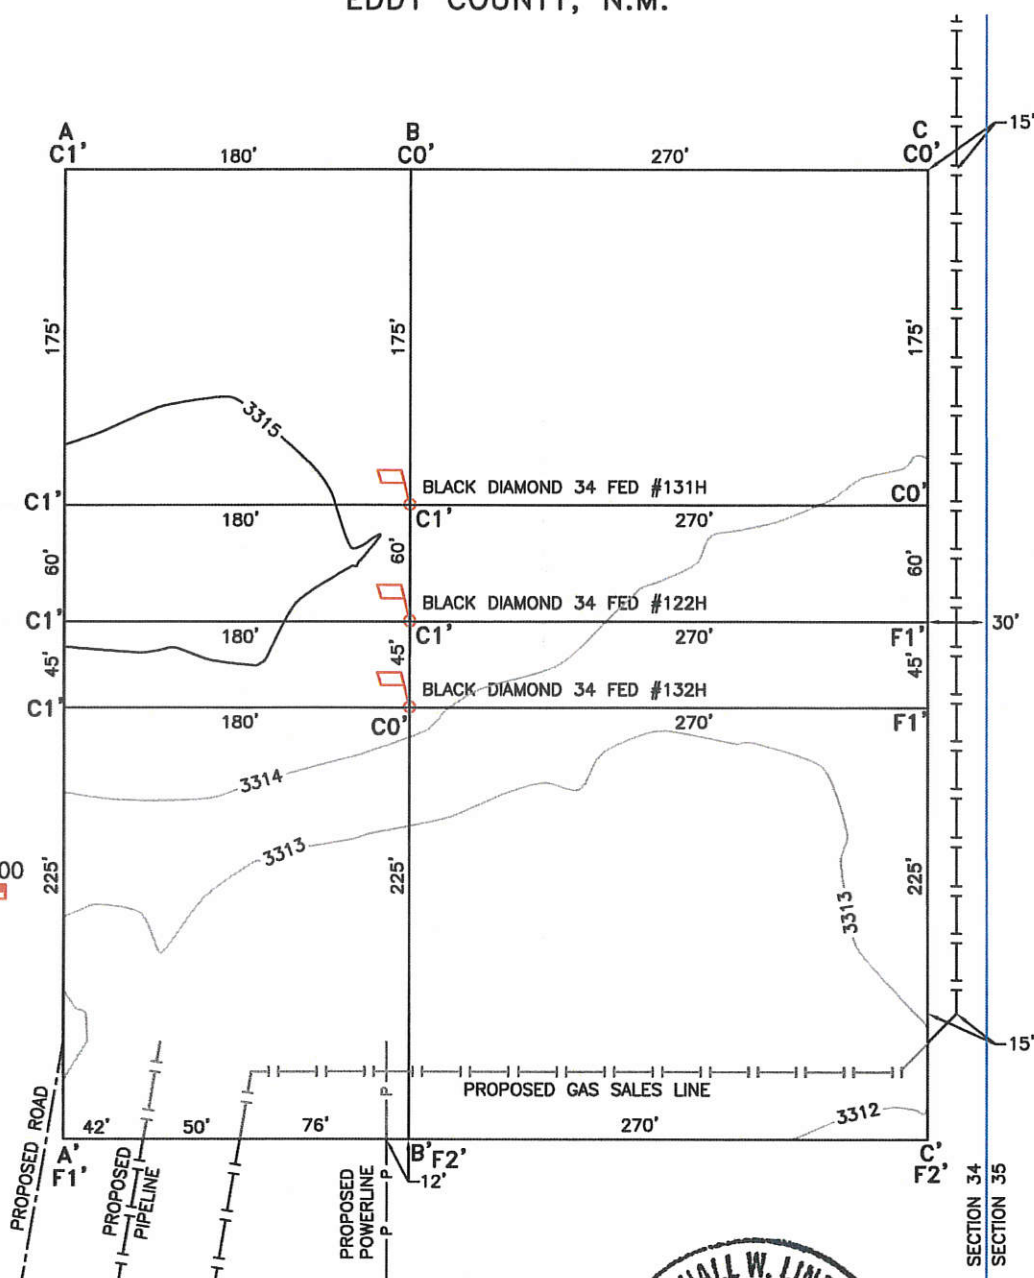 EDDY COUNTY, N.M.
A B C
C1' 180' C0' 270' C0'
15'
175' 175' 175'
3315
BLACK DIAMOND 34 FED #131H
C1' C0'
180' C1' 270'
60' 60' 60'
BLACK DIAMOND 34 FED #122H
C1' 30'
180' C1' 270' F1'
45' 45' 45'
BLACK DIAMOND 34 FED #132H
C1' F1'
180' C0' 270'
3314
3313
00
225' 225' 225'
3313
15'
PROPOSED GAS SALES LINE
P
3312
42' 50' 76' 270'
A' B' C'
F1' F2' F2'
12'
PROPOSED ROAD
PROPOSED
PIPELINE
PROPOSED
POWERLINE
P
P
SECTION 34
SECTION 35